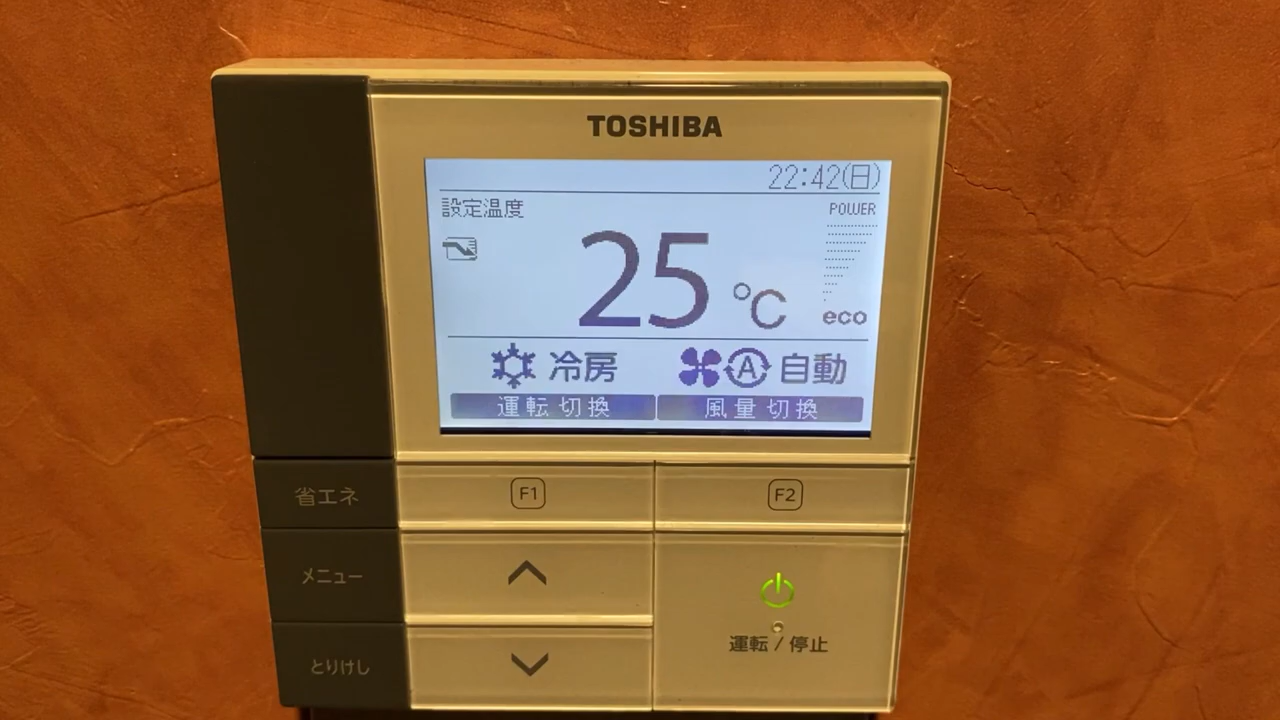 TOSHIBA
22:42(日)
設定温度
POWER
25℃
eco
冷房
A 自動
運転切換
風量切換
省エネ
F1
F2
メニュー
とりけし
運転/停止